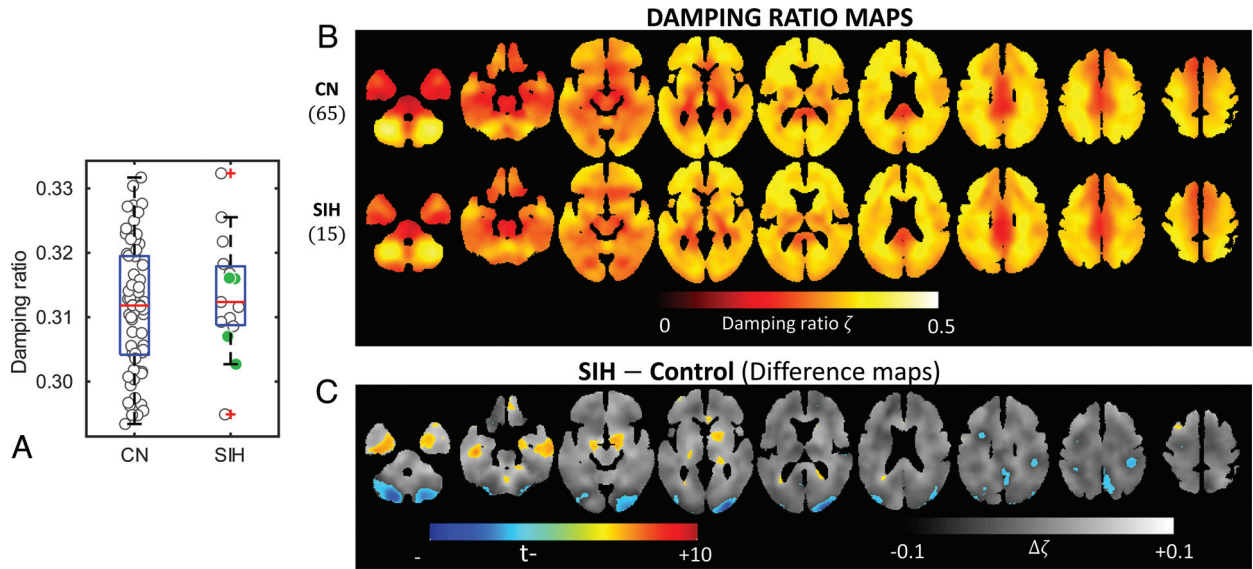 DAMPING RATIO MAPS
B
CN
(65)
SIH
(15)
0
Damping ratio ζ
0.5
Damping ratio
0.33
0.32
0.31
0.30
CN
SIH
A
SIH – Control (Difference maps)
C
-
t-
+10
-0.1
Δζ
+0.1